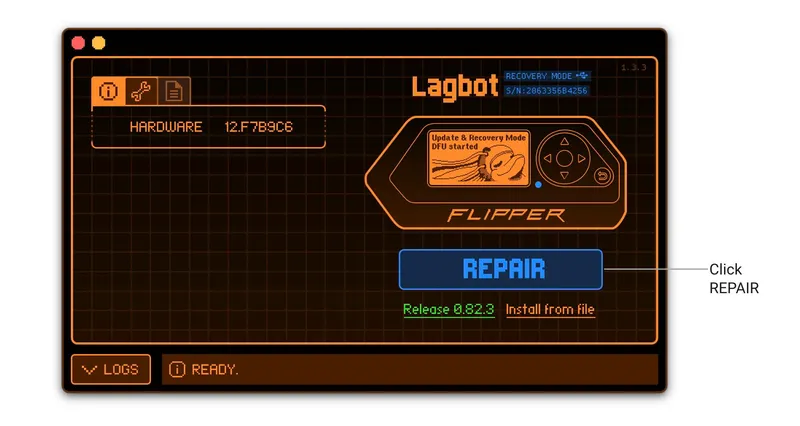 1.3.3
Lagbot
RECOVERY MODE
S/N:2863356B4256
HARDWARE 12.F7B9C6
Update & Recovery Mode
DFU started
FLIPPER
REPAIR
Click
REPAIR
Release 0.82.3 Install from file
LOGS
READY.